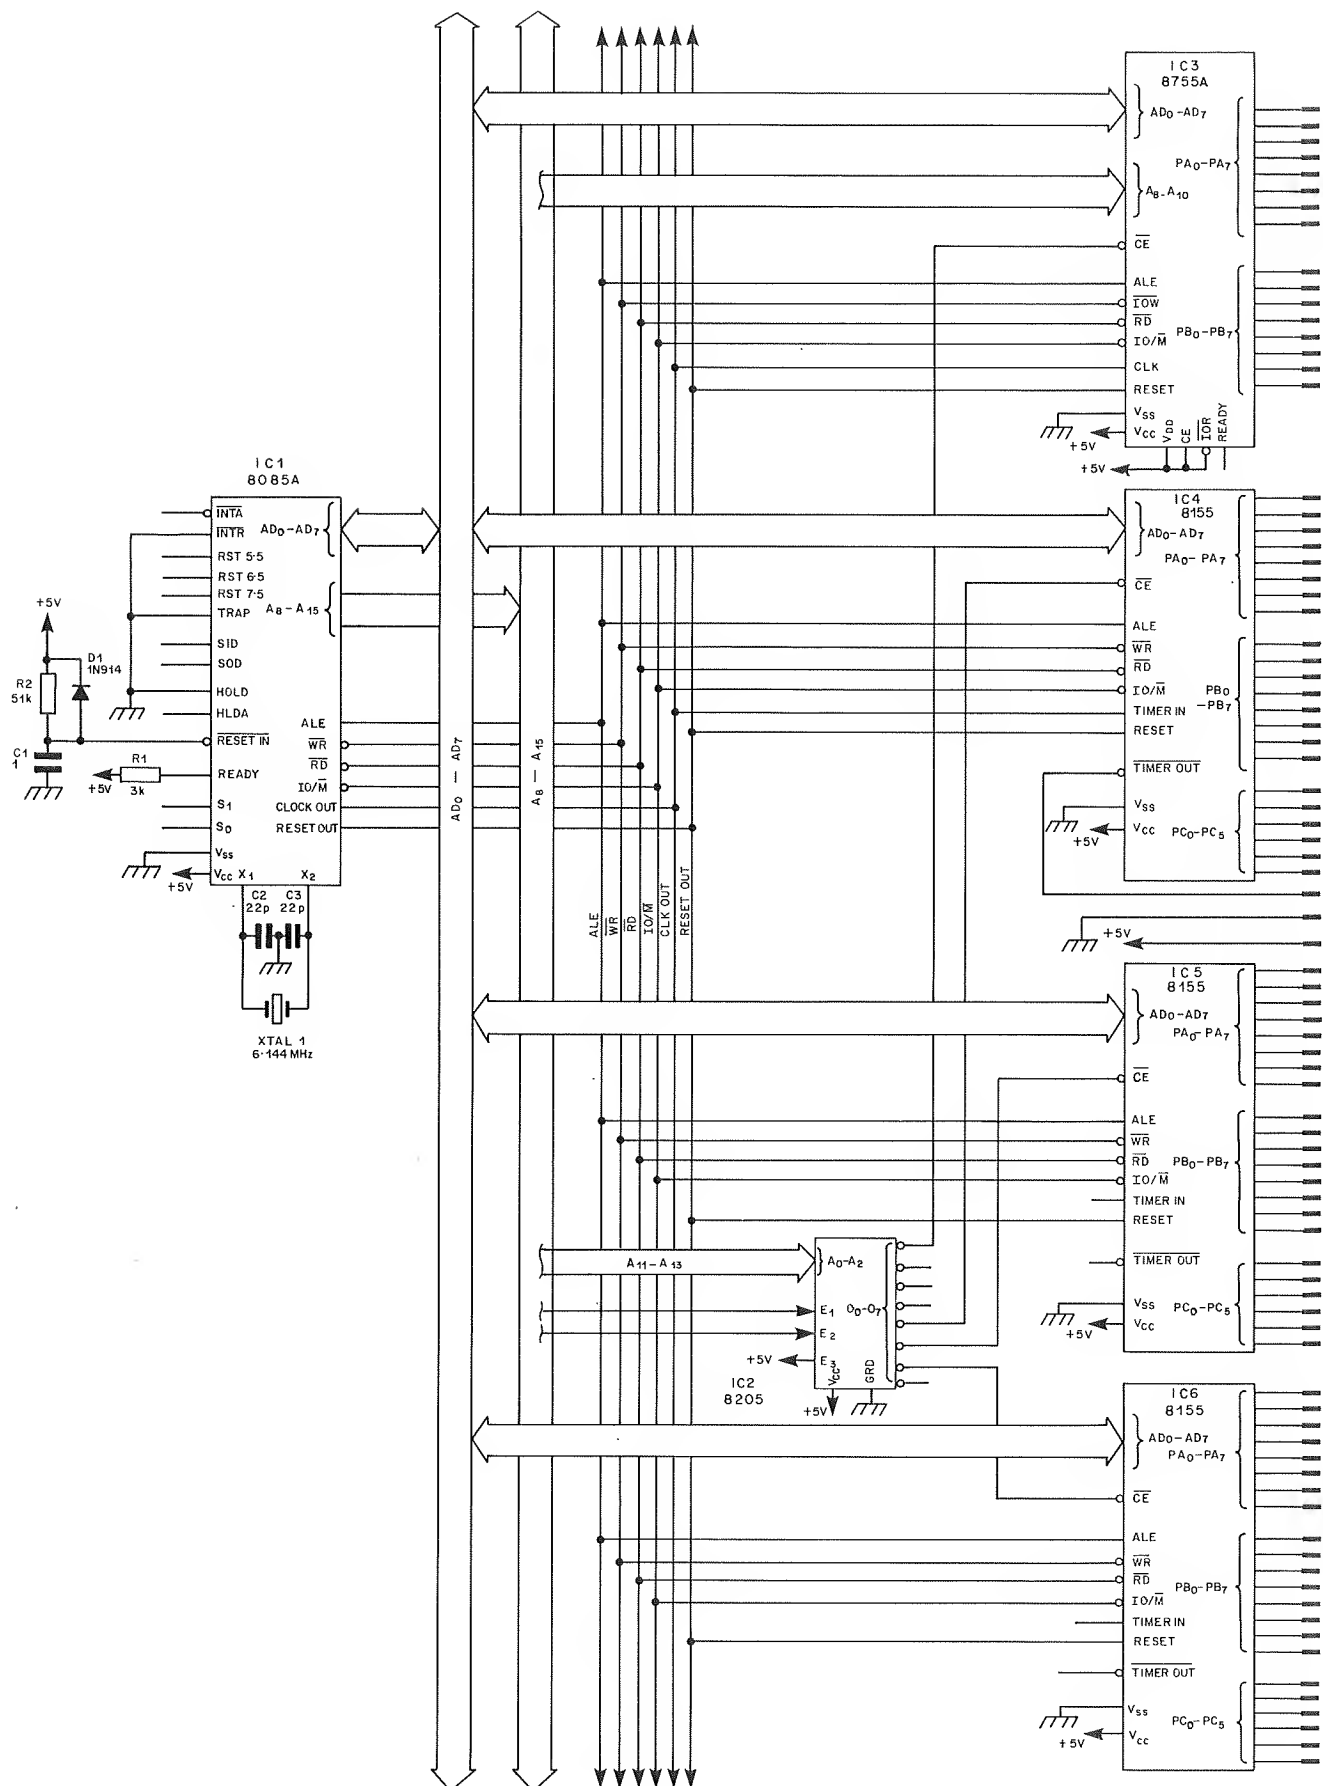 IC3
8755A
AD0-AD7
PA0-PA7
A8-A10
CE
ALE
IOW
RD
PB0-PB7
IO/M
CLK
RESET
VSS
VCC
+5V
VDD
CE
IOR
READY
+5V
IC1
8085A
INTA
INTR
AD0-AD7
RST 5·5
RST 6·5
RST 7·5
TRAP
A8-A15
SID
SOD
HOLD
HLDA
ALE
RESET IN
WR
RD
READY
IO/M
S1
CLOCK OUT
S0
RESET OUT
VSS
VCC
X1
X2
+5V
+5V
D1
1N914
R2
51k
C1
1
R1
3k
+5V
C2
22p
C3
22p
XTAL 1
6·144 MHz
AD0 — AD7
A8 — A15
ALE
WR
RD
IO/M
CLK OUT
RESET OUT
IC4
8155
AD0-AD7
PA0-PA7
CE
ALE
WR
RD
IO/M
PB0
-PB7
TIMER IN
RESET
TIMER OUT
VSS
VCC
PC0-PC5
+5V
+5V
IC5
8155
AD0-AD7
PA0-PA7
CE
ALE
WR
RD
PB0-PB7
IO/M
TIMER IN
RESET
TIMER OUT
VSS
PC0-PC5
VCC
+5V
A11-A13
A0-A2
E1
O0-O7
E2
+5V
E3
VCC
GRD
IC2
8205
+5V
IC6
8155
AD0-AD7
PA0-PA7
CE
ALE
WR
RD
PB0-PB7
IO/M
TIMER IN
RESET
TIMER OUT
VSS
PC0-PC5
VCC
+5V